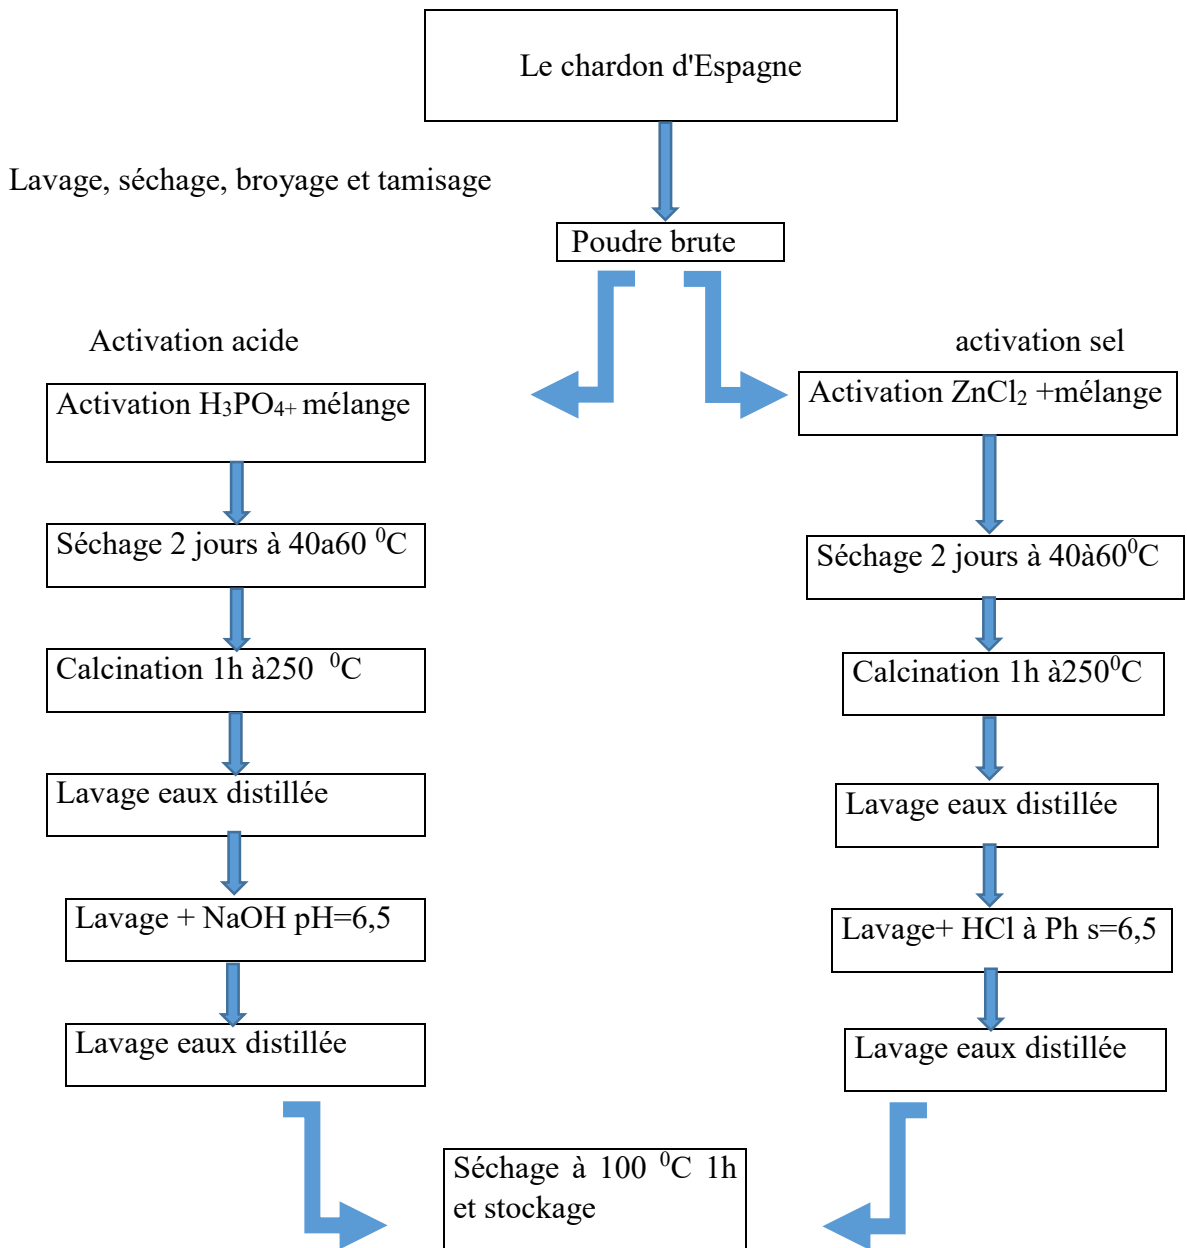 Le chardon d'Espagne
Lavage, séchage, broyage et tamisage
Poudre brute
Activation acide
activation sel
Activation H₃PO₄₊ mélange
Activation ZnCl₂ +mélange
Séchage 2 jours à 40a60 ⁰C
Séchage 2 jours à 40à60⁰C
Calcination 1h à250 ⁰C
Calcination 1h à250⁰C
Lavage eaux distillée
Lavage eaux distillée
Lavage + NaOH pH=6,5
Lavage+ HCl à Ph s=6,5
Lavage eaux distillée
Lavage eaux distillée
Séchage à 100 ⁰C 1h
et stockage